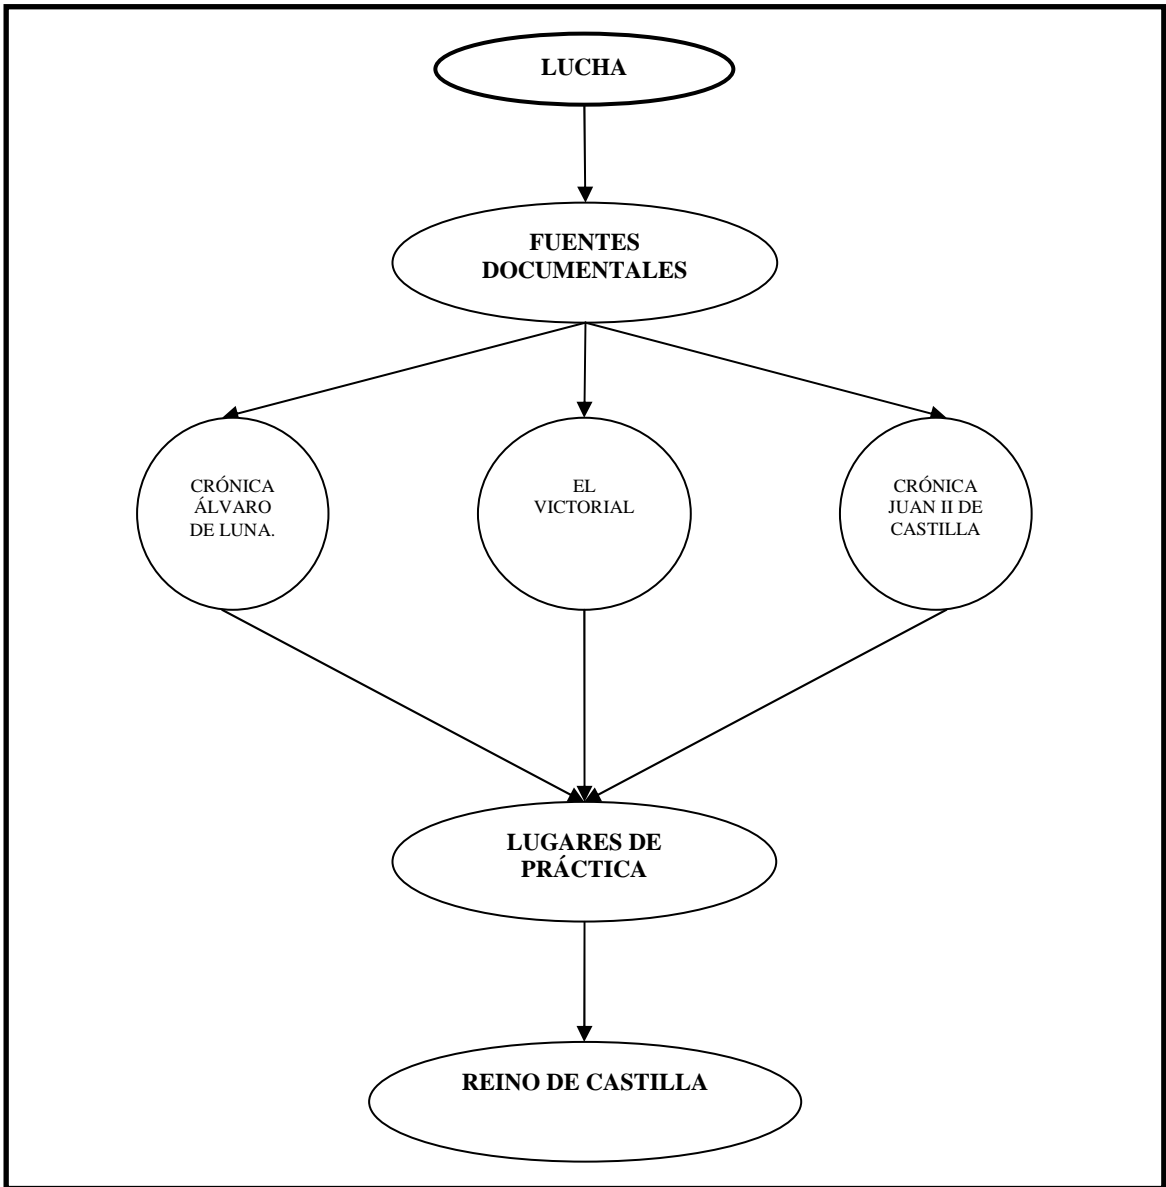 LUCHA
FUENTES
DOCUMENTALES
CRÓNICA
ÁLVARO
DE LUNA.
EL
VICTORIAL
CRÓNICA
JUAN II DE
CASTILLA
LUGARES DE
PRÁCTICA
REINO DE CASTILLA